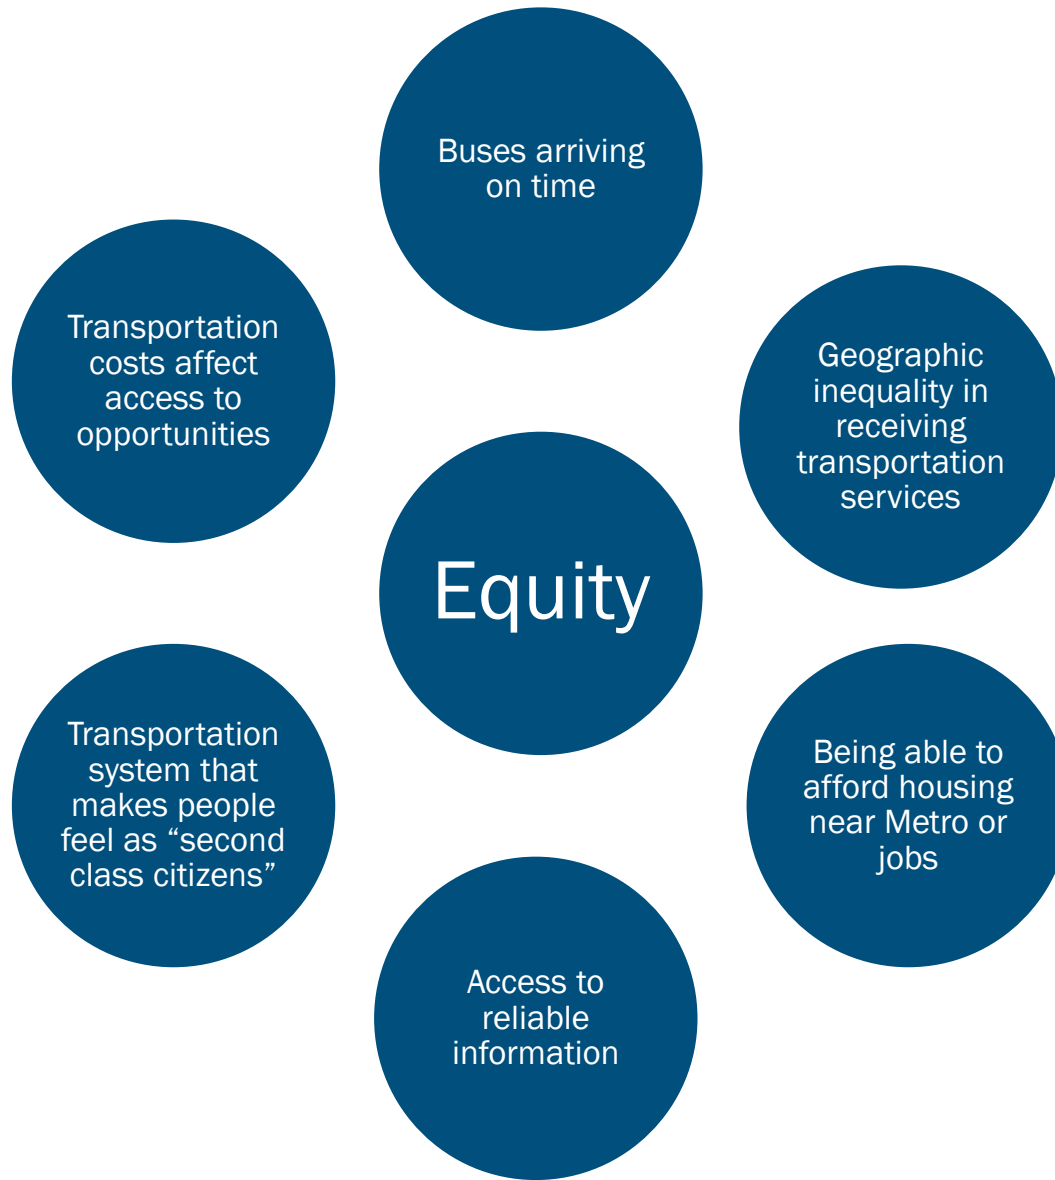 Buses arriving
on time
Transportation
costs affect
access to
opportunities
Geographic
inequality in
receiving
transportation
services
Equity
Transportation
system that
makes people
feel as “second
class citizens”
Being able to
afford housing
near Metro or
jobs
Access to
reliable
information